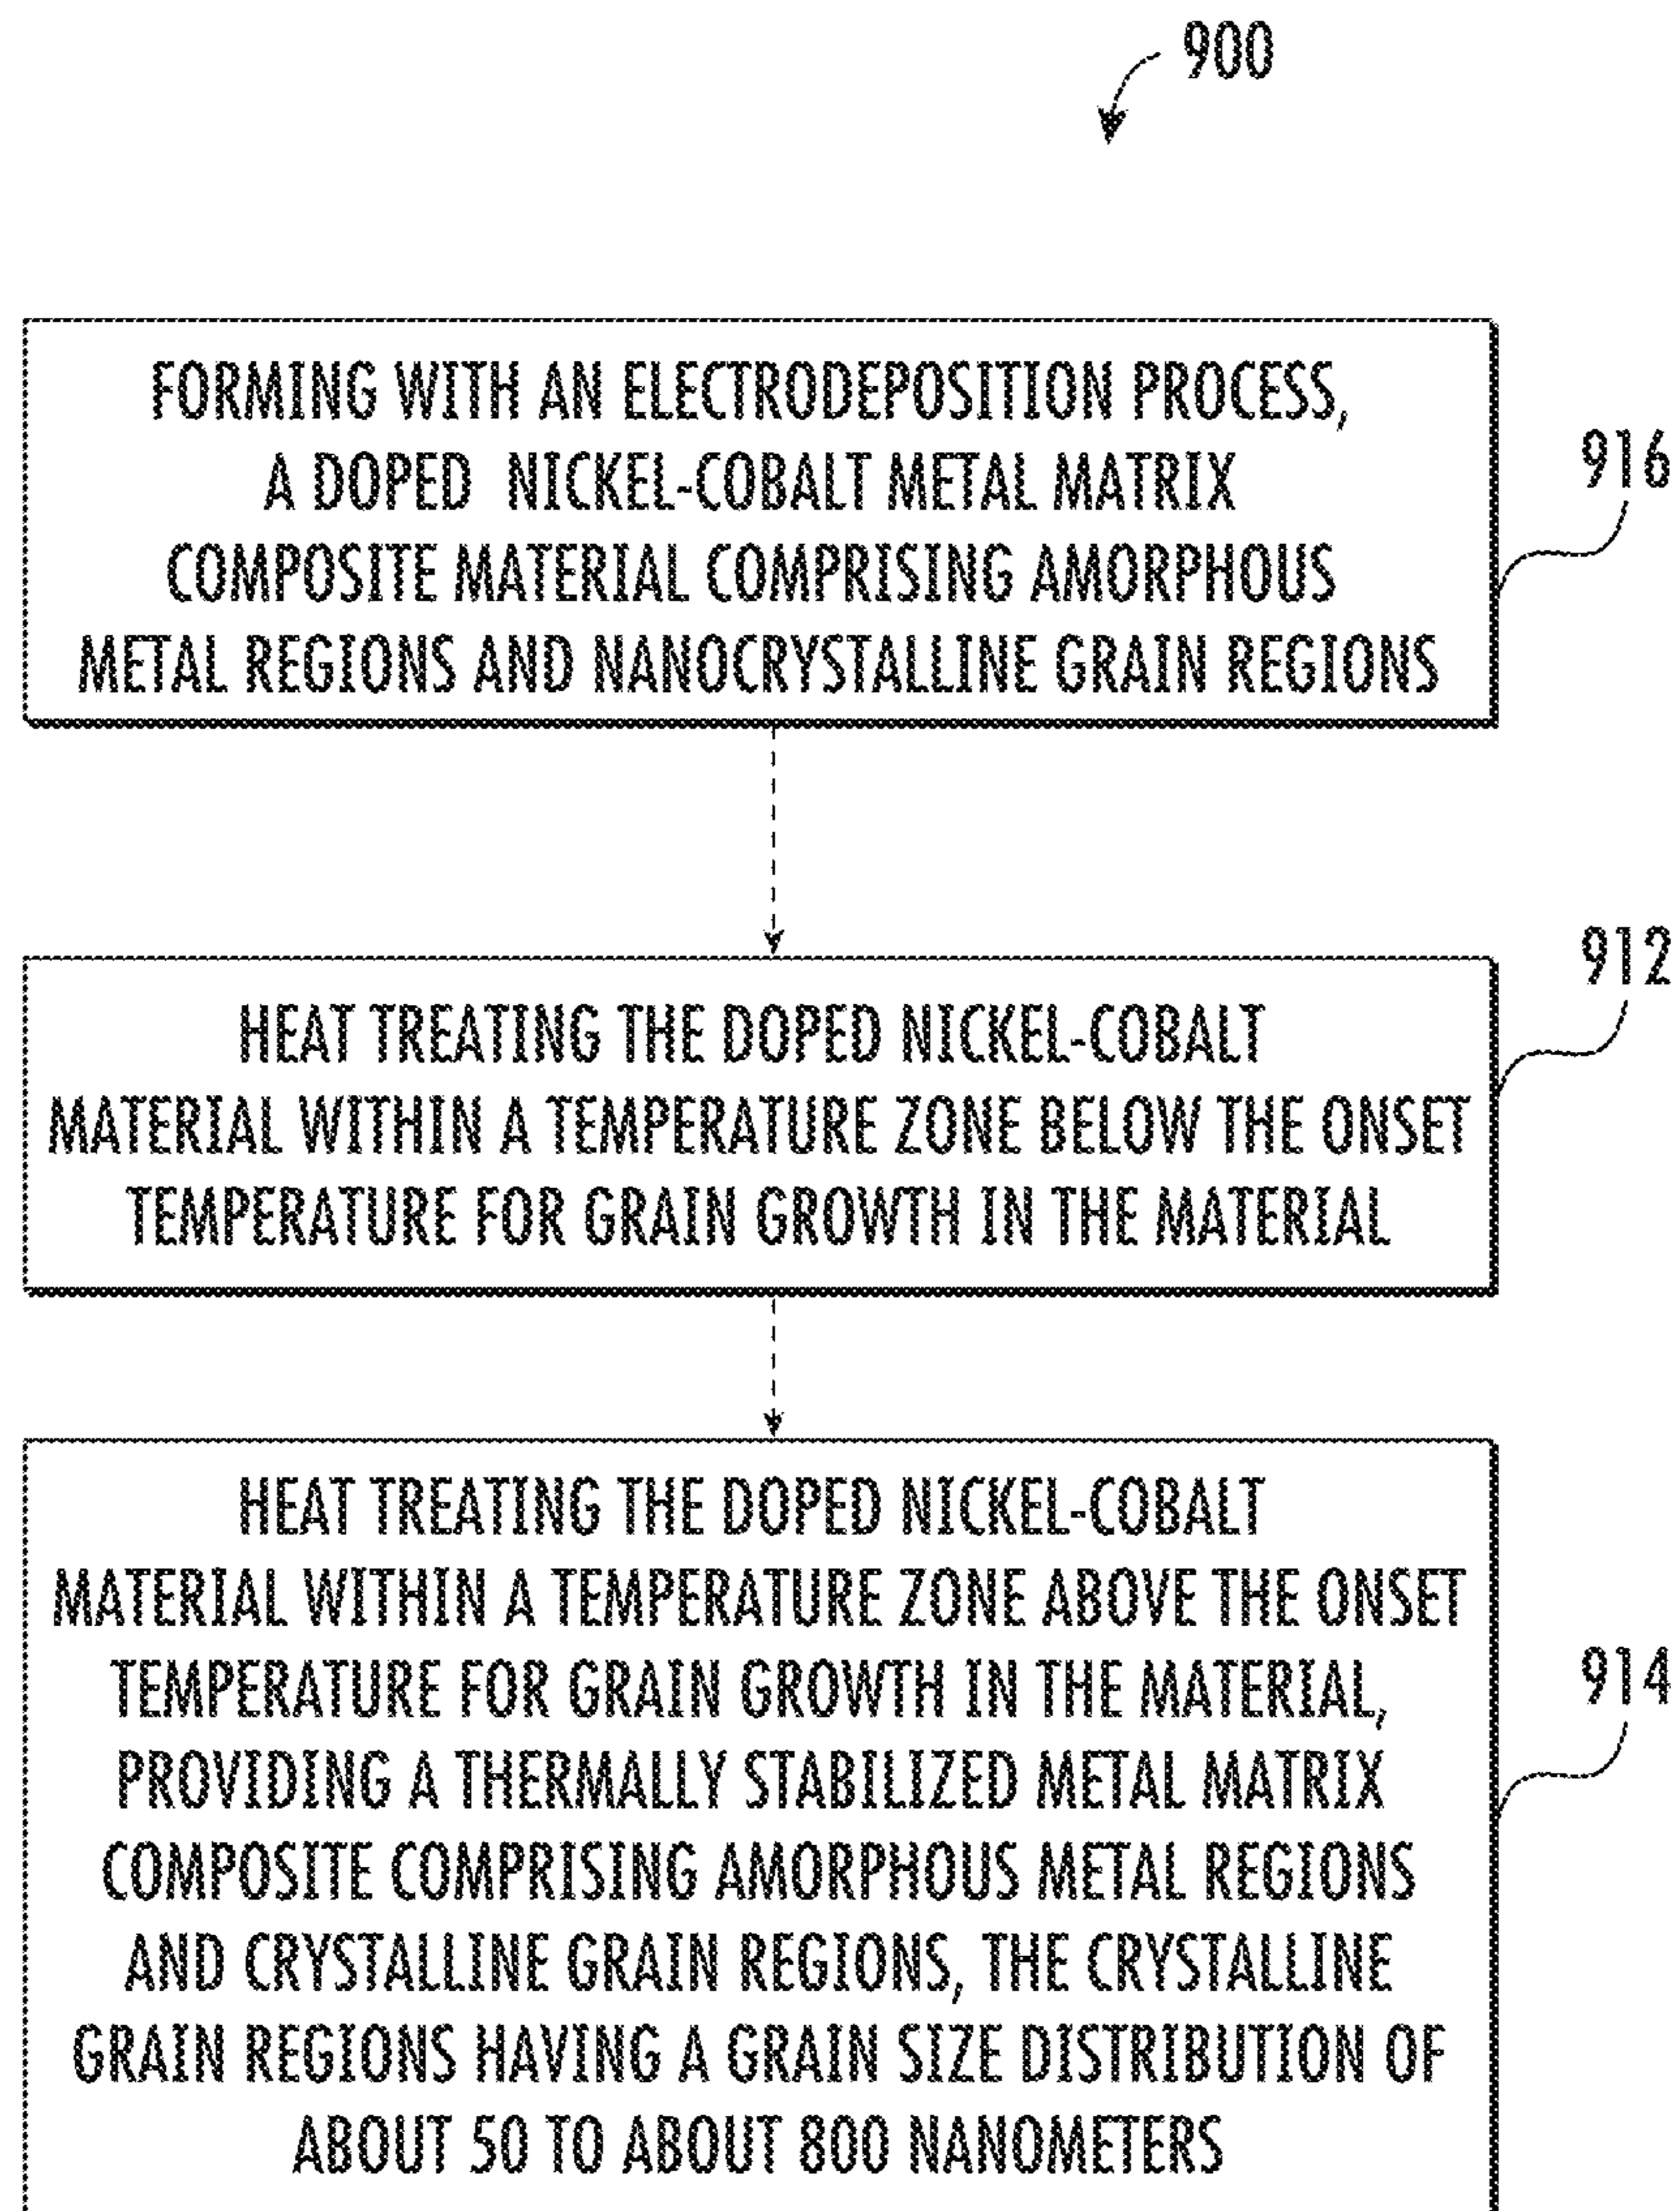 900
FORMING WITH AN ELECTRODEPOSITION PROCESS,
A DOPED NICKEL-COBALT METAL MATRIX
COMPOSITE MATERIAL COMPRISING AMORPHOUS
METAL REGIONS AND NANOCRYSTALLINE GRAIN REGIONS
916
HEAT TREATING THE DOPED NICKEL-COBALT
MATERIAL WITHIN A TEMPERATURE ZONE BELOW THE ONSET
TEMPERATURE FOR GRAIN GROWTH IN THE MATERIAL
912
HEAT TREATING THE DOPED NICKEL-COBALT
MATERIAL WITHIN A TEMPERATURE ZONE ABOVE THE ONSET
TEMPERATURE FOR GRAIN GROWTH IN THE MATERIAL,
PROVIDING A THERMALLY STABILIZED METAL MATRIX
COMPOSITE COMPRISING AMORPHOUS METAL REGIONS
AND CRYSTALLINE GRAIN REGIONS, THE CRYSTALLINE
GRAIN REGIONS HAVING A GRAIN SIZE DISTRIBUTION OF
ABOUT 50 TO ABOUT 800 NANOMETERS
914